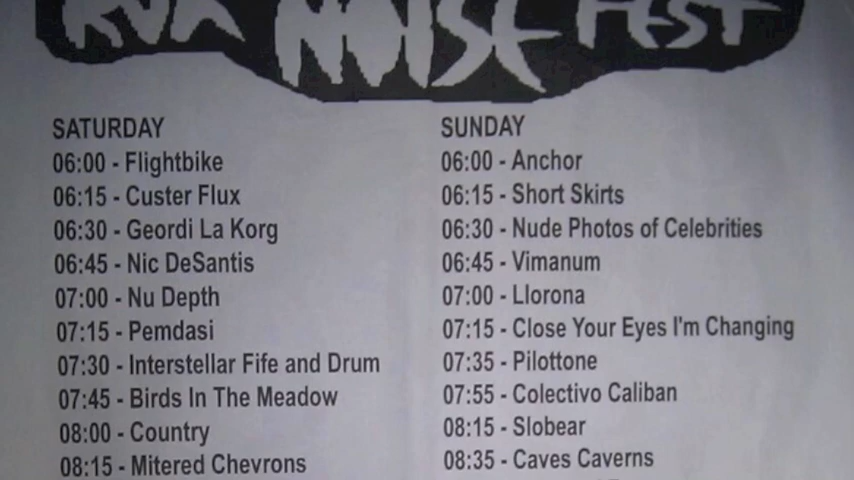 RVA NOISE FEST
SATURDAY
06:00 - Flightbike
06:15 - Custer Flux
06:30 - Geordi La Korg
06:45 - Nic DeSantis
07:00 - Nu Depth
07:15 - Pemdasi
07:30 - Interstellar Fife and Drum
07:45 - Birds In The Meadow
08:00 - Country
08:15 - Mitered Chevrons
SUNDAY
06:00 - Anchor
06:15 - Short Skirts
06:30 - Nude Photos of Celebrities
06:45 - Vimanum
07:00 - Llorona
07:15 - Close Your Eyes I'm Changing
07:35 - Pilottone
07:55 - Colectivo Caliban
08:15 - Slobear
08:35 - Caves Caverns